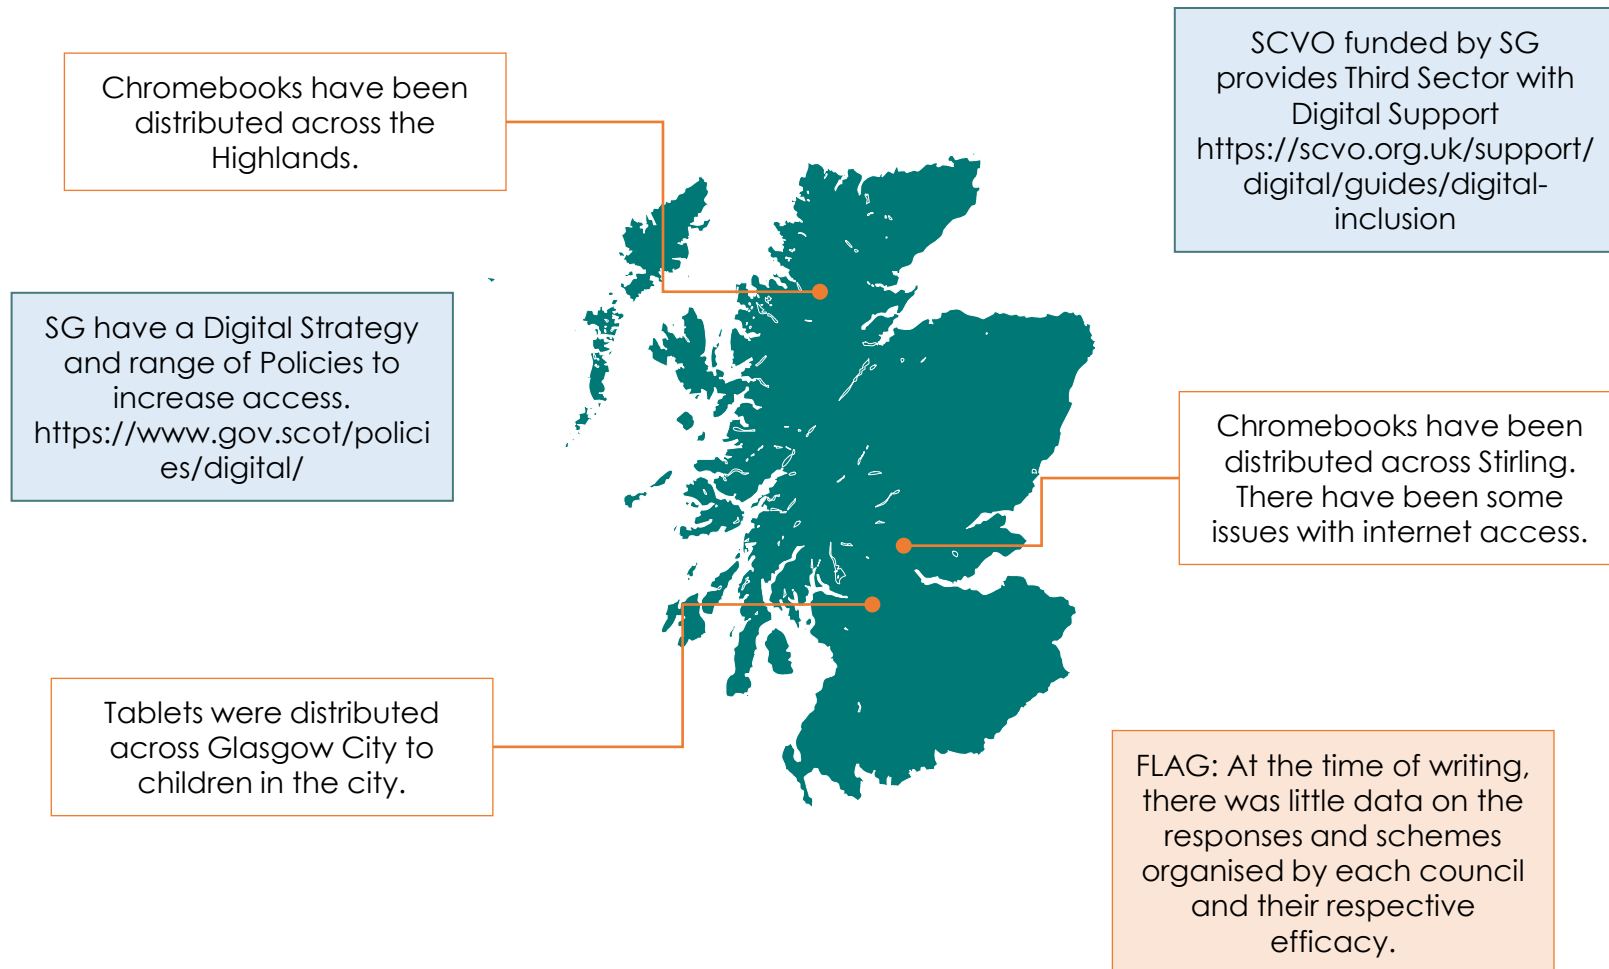 Chromebooks have been
distributed across the
Highlands.
SCVO funded by SG
provides Third Sector with
Digital Support
https://scvo.org.uk/support/
digital/guides/digital-
inclusion
SG have a Digital Strategy
and range of Policies to
increase access.
https://www.gov.scot/polici
es/digital/
Chromebooks have been
distributed across Stirling.
There have been some
issues with internet access.
Tablets were distributed
across Glasgow City to
children in the city.
FLAG: At the time of writing,
there was little data on the
responses and schemes
organised by each council
and their respective
efficacy.